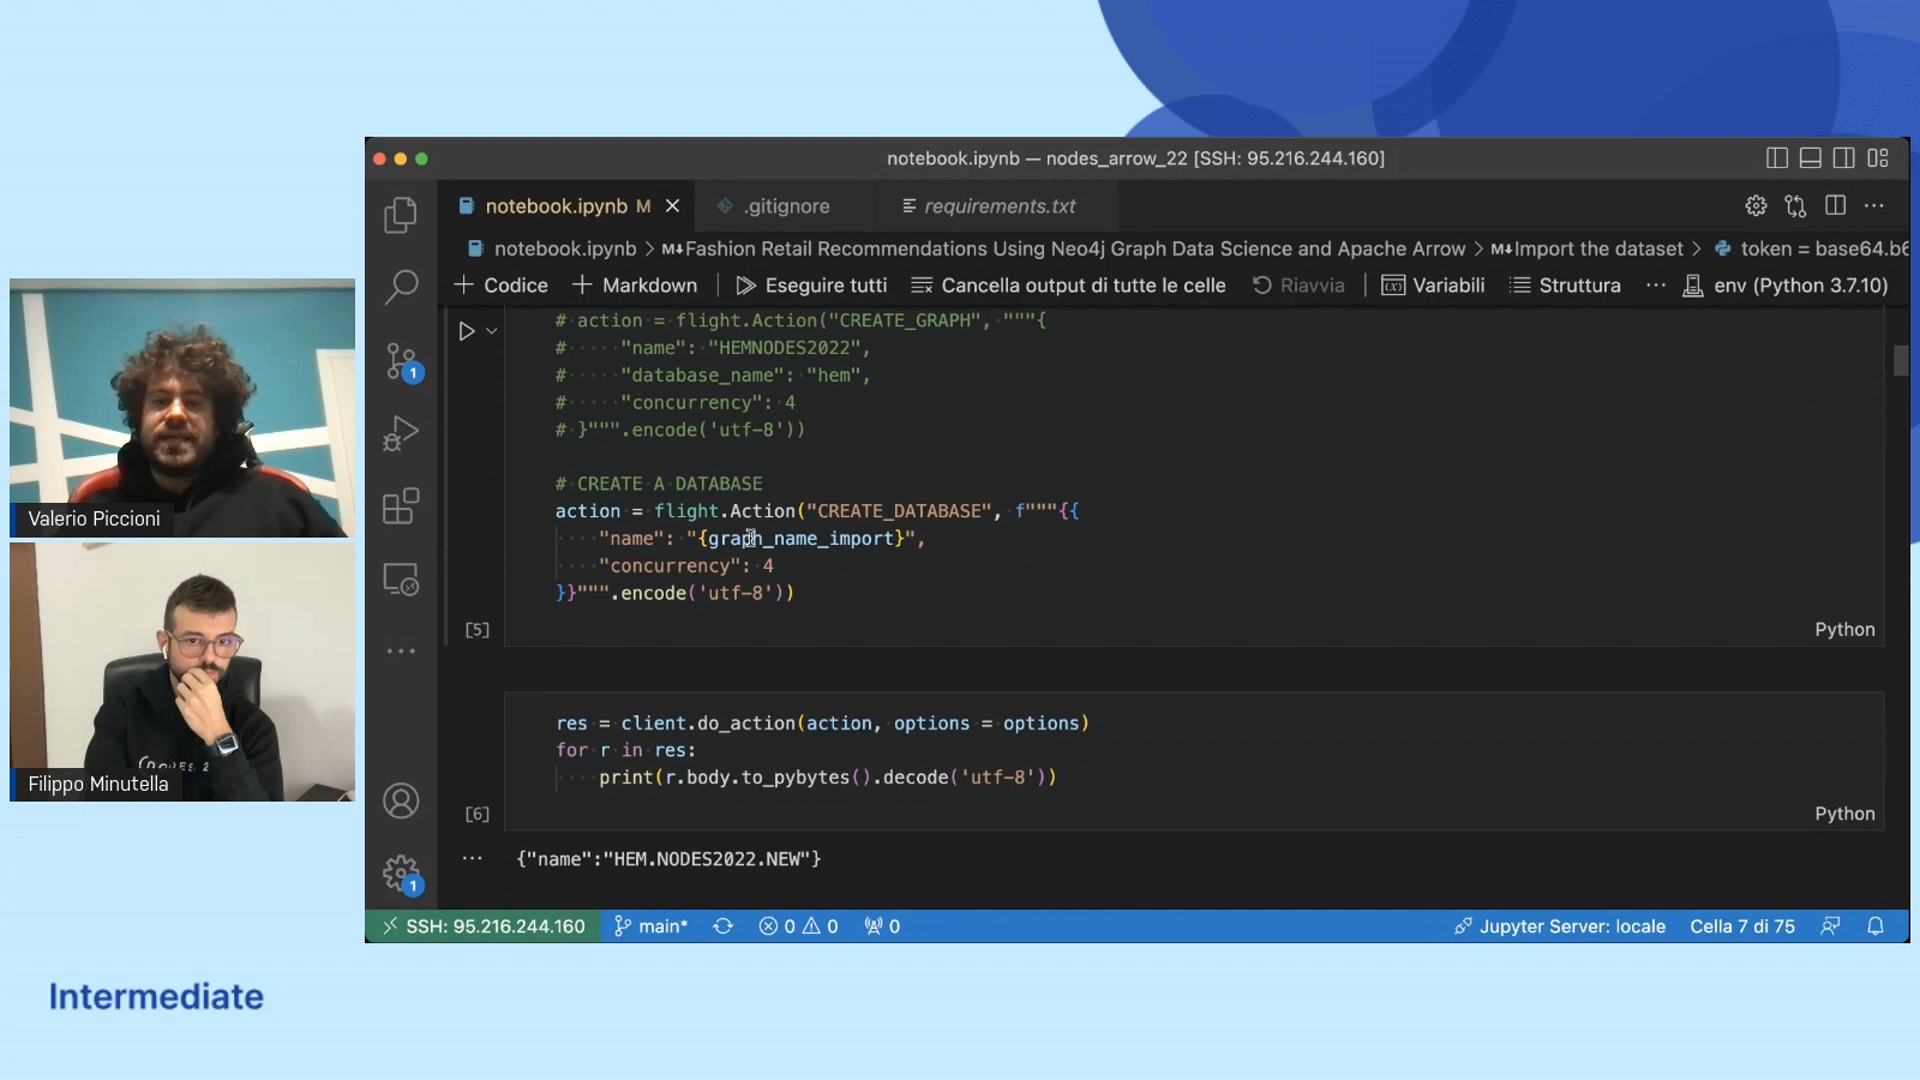 notebook.ipynb — nodes_arrow_22 [SSH: 95.216.244.160]
notebook.ipynb M
.gitignore
requirements.txt
notebook.ipynb > M↓Fashion Retail Recommendations Using Neo4j Graph Data Science and Apache Arrow > M↓Import the dataset > token = base64.b6
+ Codice + Markdown | Eseguire tutti Cancella output di tutte le celle Riavvia | Variabili Struttura ··· env (Python 3.7.10)
# action = flight.Action("CREATE_GRAPH", """{
#     "name": "HEMNODES2022",
#     "database_name": "hem",
#     "concurrency": 4
# }""".encode('utf-8'))
# CREATE A DATABASE
action = flight.Action("CREATE_DATABASE", f"""{{
    "name": "{graph_name_import}",
    "concurrency": 4
}}""".encode('utf-8'))
[5]
Python
res = client.do_action(action, options = options)
for r in res:
    print(r.body.to_pybytes().decode('utf-8'))
[6]
Python
··· {"name":"HEM.NODES2022.NEW"}
1
1
SSH: 95.216.244.160 main* 0 0 0 Jupyter Server: locale Cella 7 di 75
Valerio Piccioni
Filippo Minutella
Intermediate